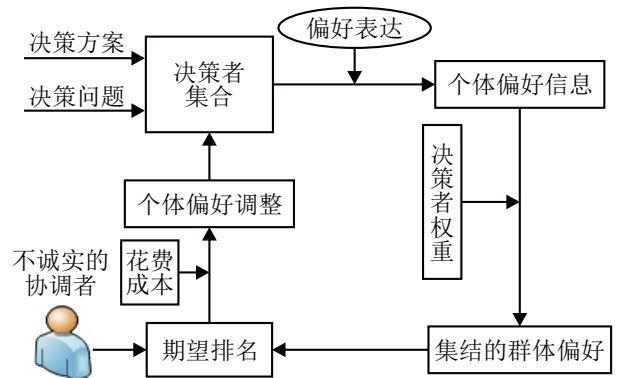 偏好表达
决策方案
决策问题
决策者
集合
个体偏好信息
决
策
者
权
重
个体偏好调整
不诚实的
协调者
花费
成本
期望排名
集结的群体偏好